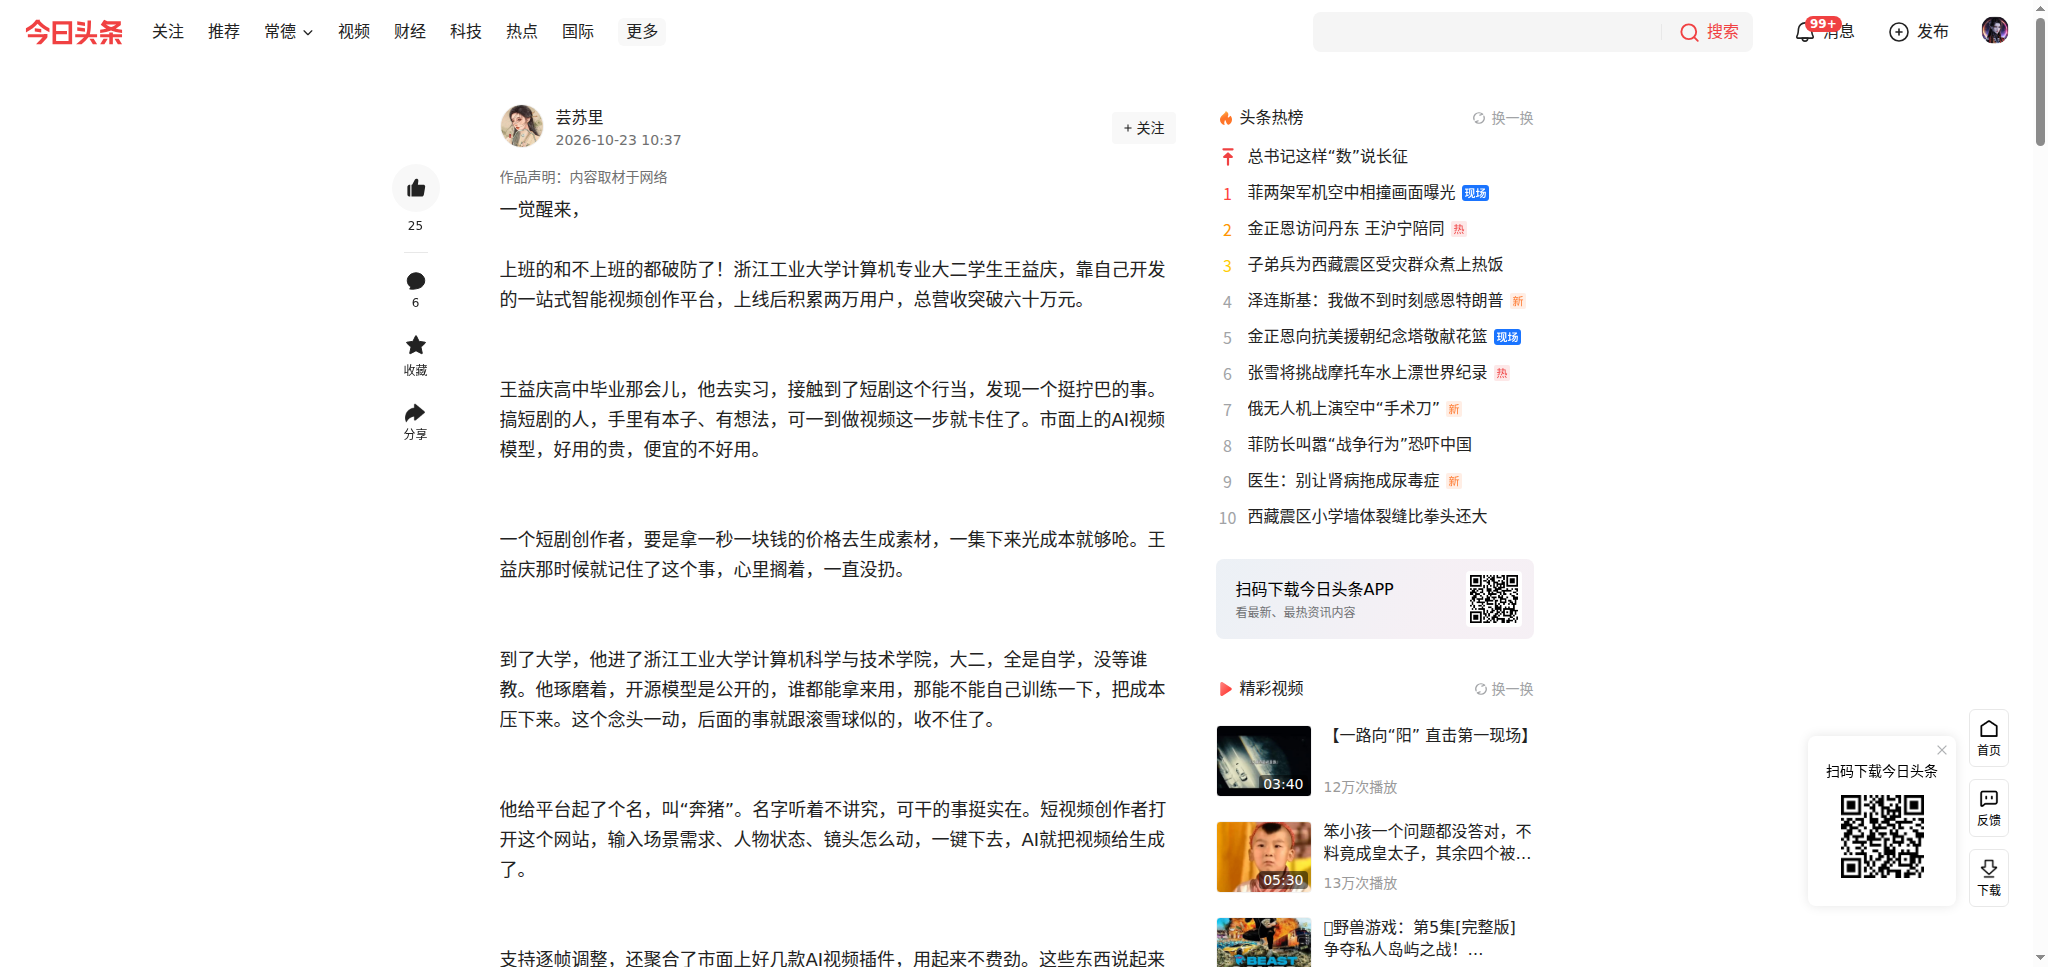 今日头条
关注 推荐 常德 视频 财经 科技 热点 国际 更多
搜索
99+
消息
发布
芸苏里
2026-10-23 10:37
+ 关注
作品声明：内容取材于网络
一觉醒来，
上班的和不上班的都破防了！浙江工业大学计算机专业大二学生王益庆，靠自己开发
的一站式智能视频创作平台，上线后积累两万用户，总营收突破六十万元。
王益庆高中毕业那会儿，他去实习，接触到了短剧这个行当，发现一个挺拧巴的事。
搞短剧的人，手里有本子、有想法，可一到做视频这一步就卡住了。市面上的AI视频
模型，好用的贵，便宜的不好用。
一个短剧创作者，要是拿一秒一块钱的价格去生成素材，一集下来光成本就够呛。王
益庆那时候就记住了这个事，心里搁着，一直没扔。
到了大学，他进了浙江工业大学计算机科学与技术学院，大二，全是自学，没等谁
教。他琢磨着，开源模型是公开的，谁都能拿来用，那能不能自己训练一下，把成本
压下来。这个念头一动，后面的事就跟滚雪球似的，收不住了。
他给平台起了个名，叫“奔猪”。名字听着不讲究，可干的事挺实在。短视频创作者打
开这个网站，输入场景需求、人物状态、镜头怎么动，一键下去，AI就把视频给生成
了。
支持逐帧调整，还聚合了市面上好几款AI视频插件，用起来不费劲。这些东西说起来
25
6
收藏
分享
头条热榜
换一换
总书记这样“数”说长征
1 菲两架军机空中相撞画面曝光 现场
2 金正恩访问丹东 王沪宁陪同 热
3 子弟兵为西藏震区受灾群众煮上热饭
4 泽连斯基：我做不到时刻感恩特朗普 新
5 金正恩向抗美援朝纪念塔敬献花篮 现场
6 张雪将挑战摩托车水上漂世界纪录 热
7 俄无人机上演空中“手术刀” 新
8 菲防长叫嚣“战争行为”恐吓中国
9 医生：别让肾病拖成尿毒症 新
10 西藏震区小学墙体裂缝比拳头还大
扫码下载今日头条APP
看最新、最热资讯内容
精彩视频
换一换
【一路向“阳” 直击第一现场】
03:40
12万次播放
笨小孩一个问题都没答对，不
料竟成皇太子，其余四个被...
05:30
13万次播放
野兽游戏：第5集[完整版]
争夺私人岛屿之战！...
BEAST
扫码下载今日头条
首页
反馈
下载